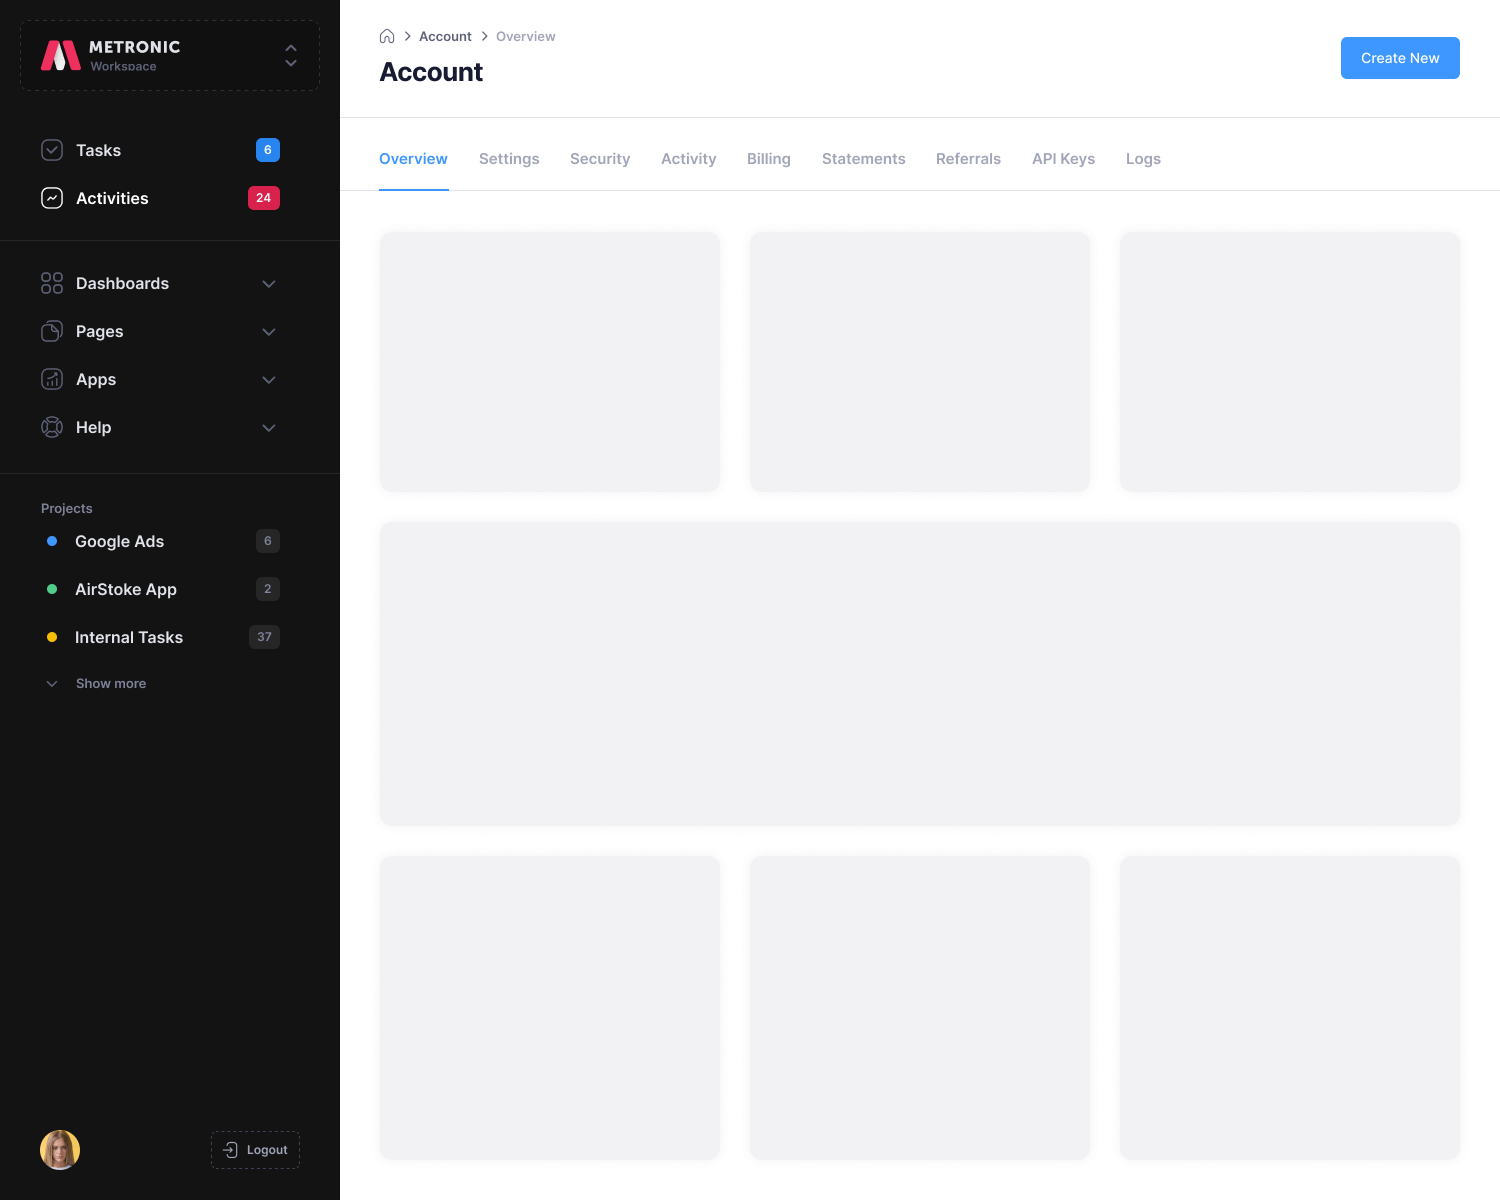 METRONIC
Workspace
Tasks 6
Activities 24
Dashboards
Pages
Apps
Help
Projects
Google Ads 6
AirStoke App 2
Internal Tasks 37
Show more
Logout
Account Overview
Account
Create New
Overview Settings Security Activity Billing Statements Referrals API Keys Logs